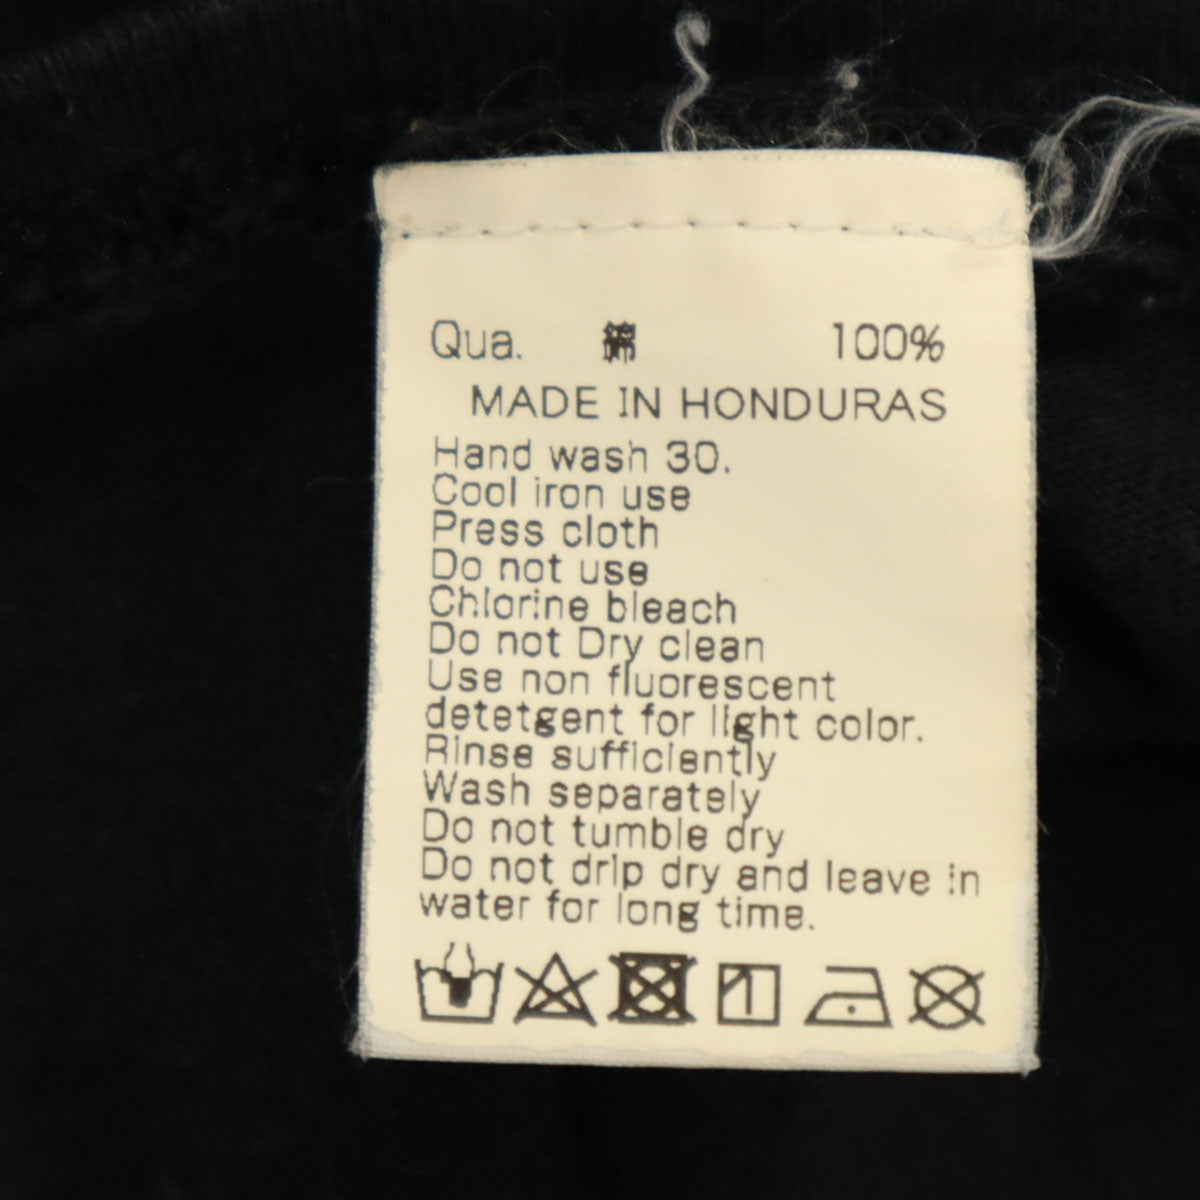 Qua. 綿 100%
MADE IN HONDURAS
Hand wash 30.
Cool iron use
Press cloth
Do not use
Chlorine bleach
Do not Dry clean
Use non fluorescent
detetgent for light color.
Rinse sufficiently
Wash separately
Do not tumble dry
Do not drip dry and leave in
water for long time.